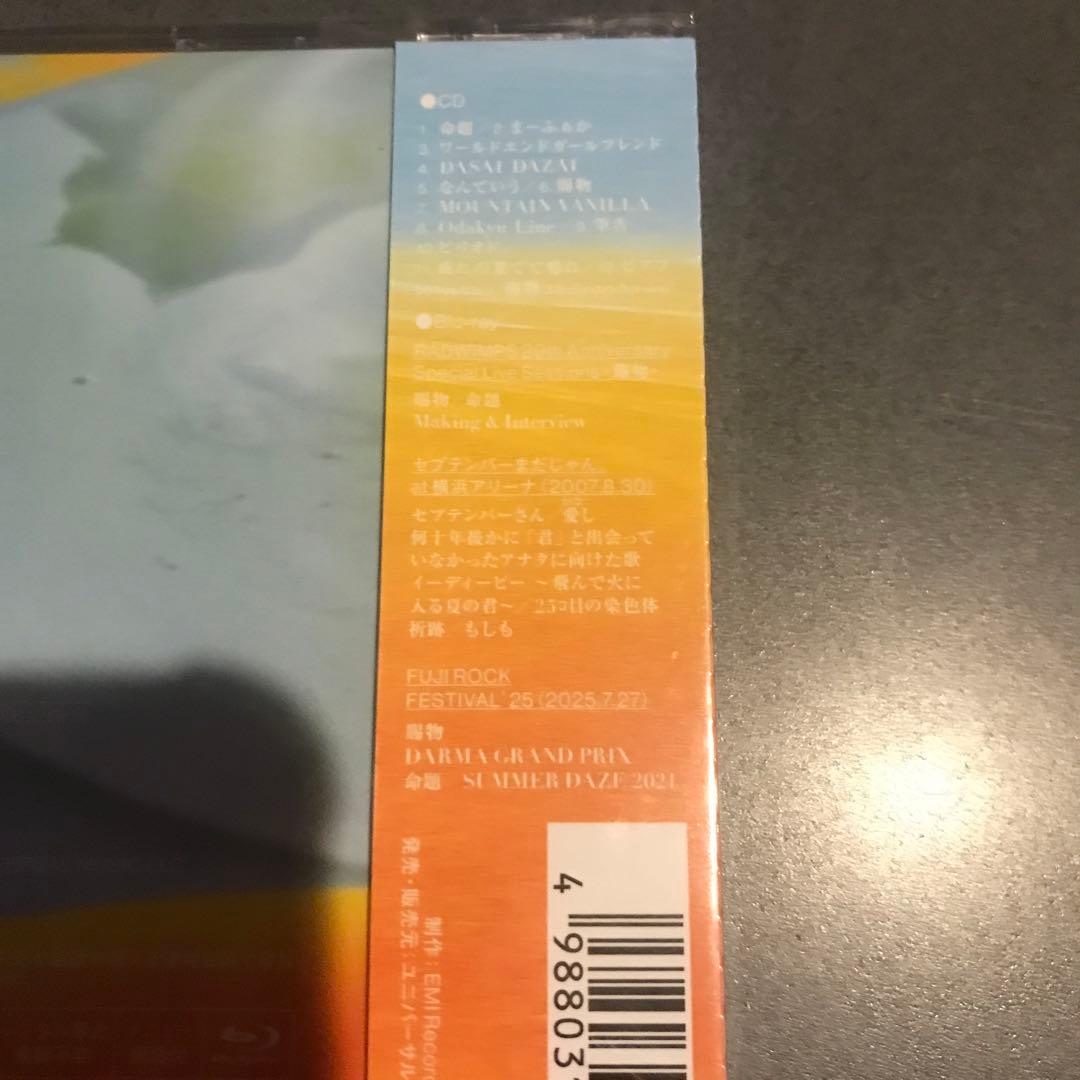 ●CD
1. 命題 / 2. まーふぁか
3. ワールドエンドガールフレンド
4. DASAI DAZAI
5. なんていう / 6. 賜物
7. MOUNTAIN VANILLA
8. Odakyu Line 9. 筆舌
●Blu-ray
RADWIMPS 20th Anniversary
Special Live Sessions 賜物
賜物 命題
Making & Interview
セプテンバーまだじゃん。
at 横浜アリーナ (2007.8.30)
セプテンバーさん 愛し
何十年後かに「君」と出会って
いなかったアナタに向けた歌
イーディーピー ～飛んで火に
入る夏の君～ / 25コ目の染色体
祈跡 もしも
FUJI ROCK
FESTIVAL '25 (2025.7.27)
賜物
DARMA GRAND PRIX
命題 SUMMER DAZE 2021
制作：EMI Record
発売・販売元：ユニバーサル
4 98803